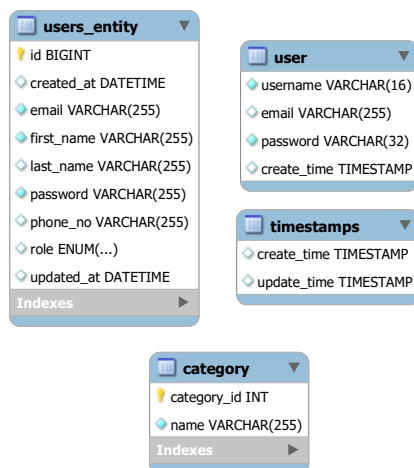 users_entity
id BIGINT
created_at DATETIME
email VARCHAR(255)
first_name VARCHAR(255)
last_name VARCHAR(255)
password VARCHAR(255)
phone_no VARCHAR(255)
role ENUM(...)
updated_at DATETIME
Indexes
user
username VARCHAR(16)
email VARCHAR(255)
password VARCHAR(32)
create_time TIMESTAMP
timestamps
create_time TIMESTAMP
update_time TIMESTAMP
category
category_id INT
name VARCHAR(255)
Indexes